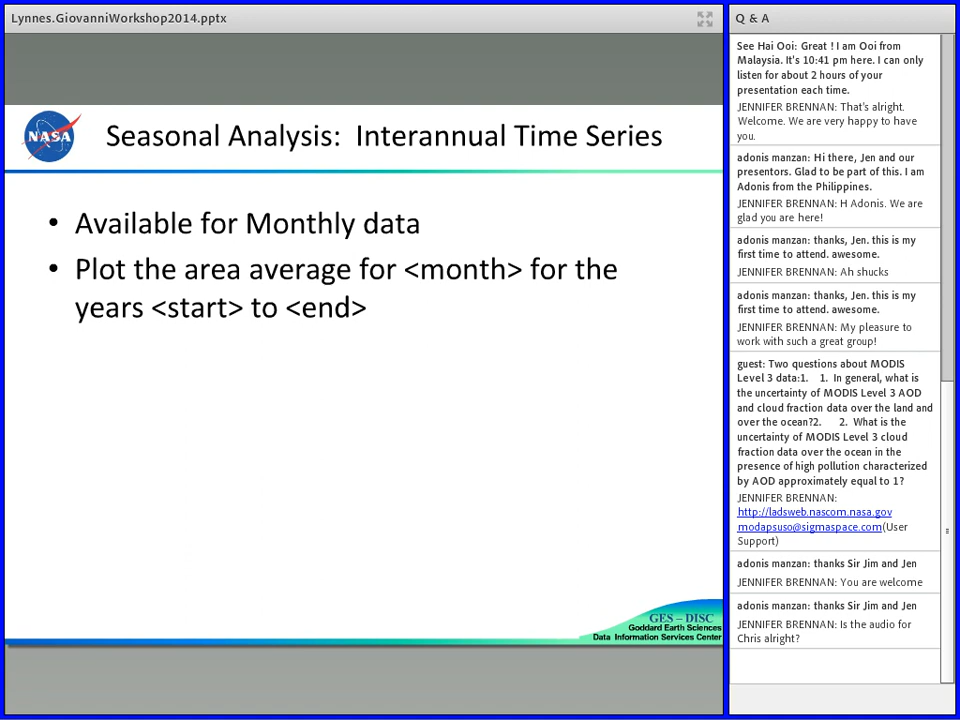 Lynnes.GiovanniWorkshop2014.pptx
NASA
Seasonal Analysis: Interannual Time Series
• Available for Monthly data
• Plot the area average for <month> for the
years <start> to <end>
GES – DISC
Goddard Earth Sciences
Data Information Services Center
Q & A
See Hai Ooi: Great ! I am Ooi from
Malaysia. It's 10:41 pm here. I can only
listen for about 2 hours of your
presentation each time.
JENNIFER BRENNAN: That's alright.
Welcome. We are very happy to have
you.
adonis manzan: Hi there, Jen and our
presentors. Glad to be part of this. I am
Adonis from the Philippines.
JENNIFER BRENNAN: H Adonis. We are
glad you are here!
adonis manzan: thanks, Jen. this is my
first time to attend. awesome.
JENNIFER BRENNAN: Ah shucks
adonis manzan: thanks, Jen. this is my
first time to attend. awesome.
JENNIFER BRENNAN: My pleasure to
work with such a great group!
guest: Two questions about MODIS
Level 3 data:1. 1. In general, what is
the uncertainty of MODIS Level 3 AOD
and cloud fraction data over the land and
over the ocean?2. 2. What is the
uncertainty of MODIS Level 3 cloud
fraction data over the ocean in the
presence of high pollution characterized
by AOD approximately equal to 1?
JENNIFER BRENNAN:
http://ladsweb.nascom.nasa.gov
modapsuso@sigmaspace.com(User
Support)
adonis manzan: thanks Sir Jim and Jen
JENNIFER BRENNAN: You are welcome
adonis manzan: thanks Sir Jim and Jen
JENNIFER BRENNAN: Is the audio for
Chris alright?